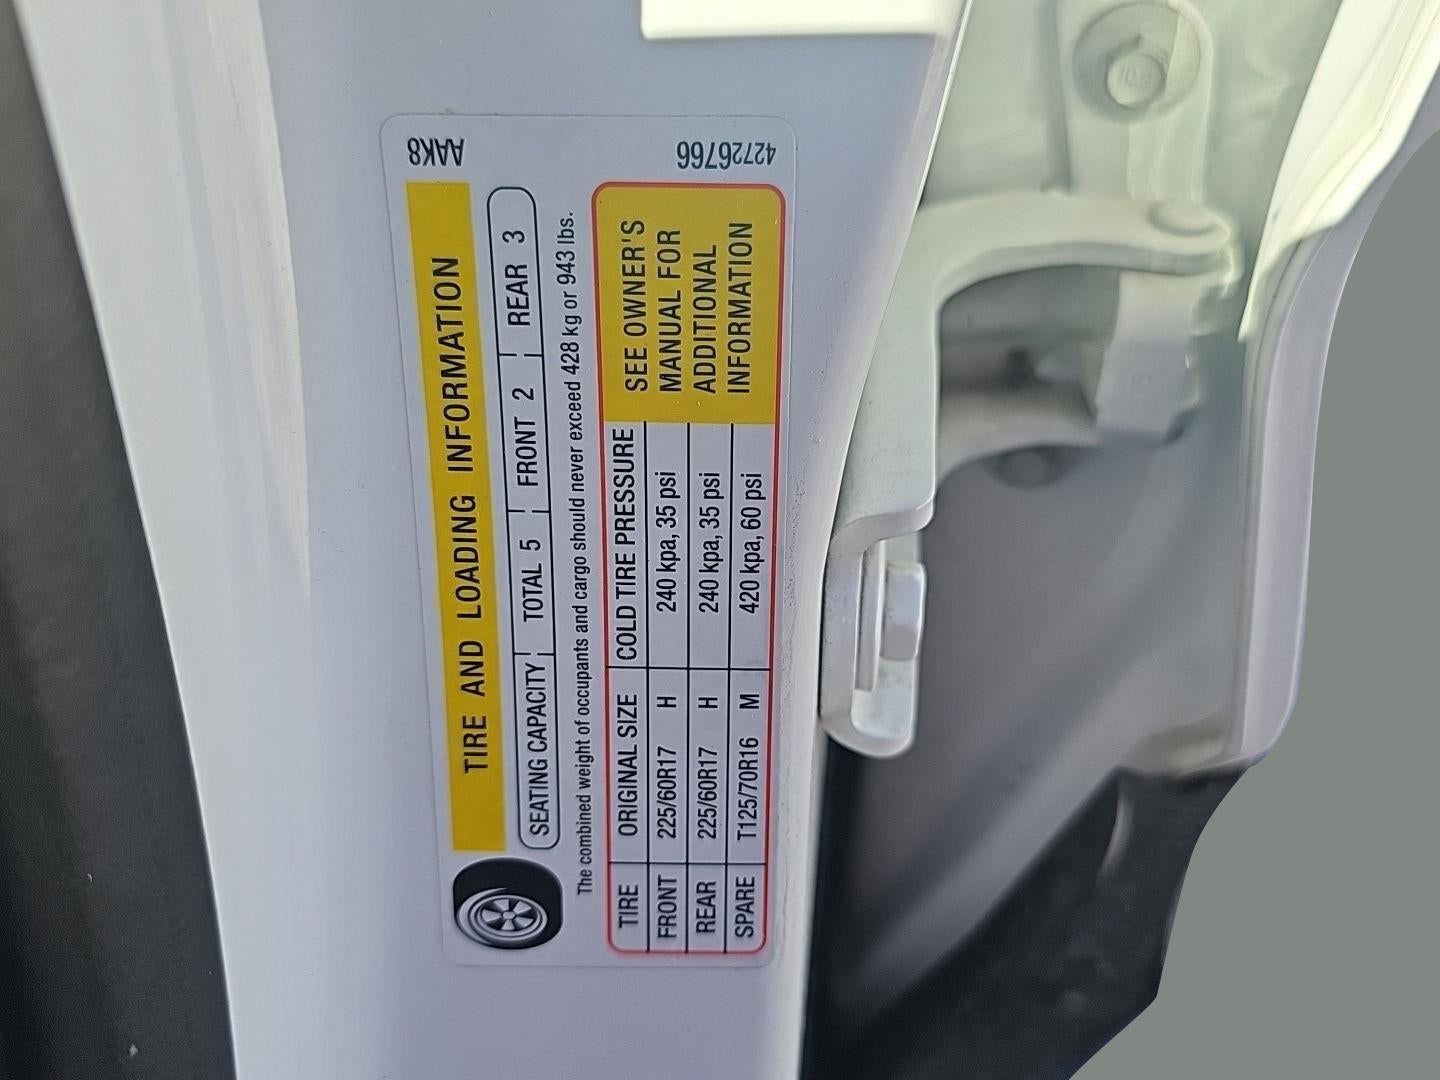 TIRE AND LOADING INFORMATION
SEATING CAPACITY TOTAL 5 FRONT 2 REAR 3
The combined weight of occupants and cargo should never exceed 428 kg or 943 lbs.
TIRE ORIGINAL SIZE COLD TIRE PRESSURE
FRONT 225/60R17 H 240 kpa, 35 psi
REAR 225/60R17 H 240 kpa, 35 psi
SPARE T125/70R16 M 420 kpa, 60 psi
SEE OWNER'S
MANUAL FOR
ADDITIONAL
INFORMATION
AAK8
42726766